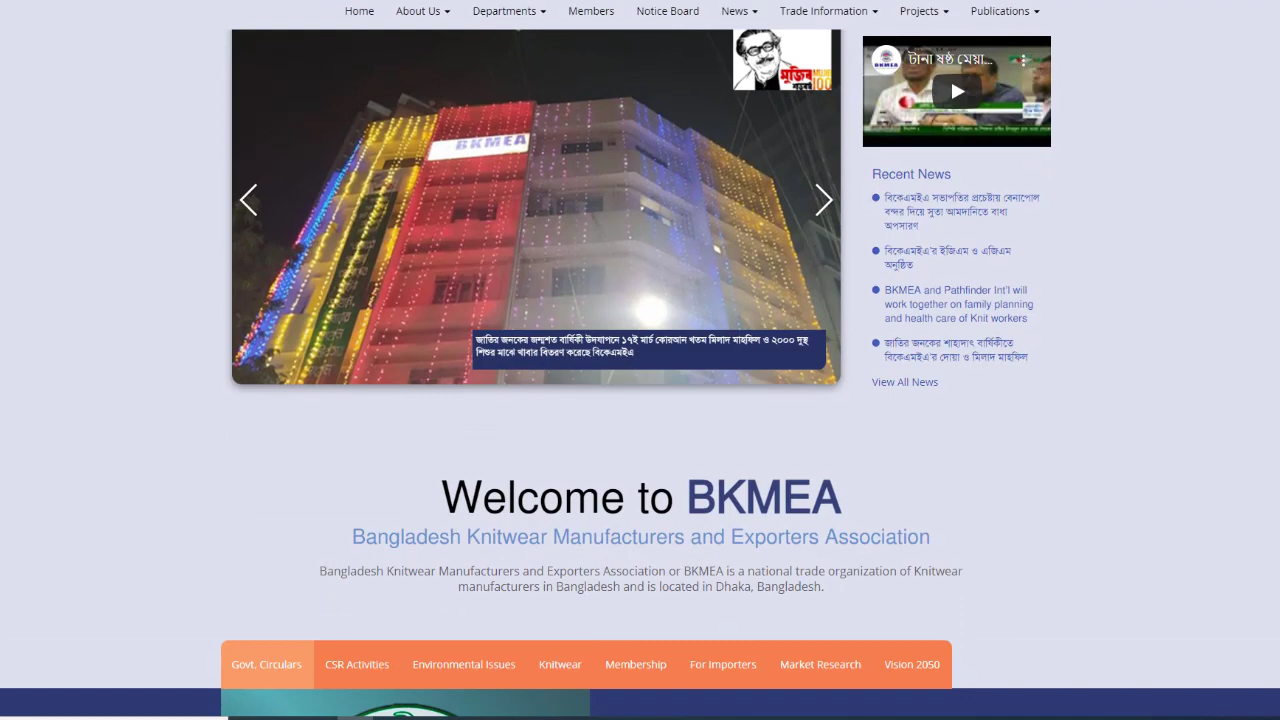 Home About Us Departments Members Notice Board News Trade Information Projects Publications
মুজিব
100
BKMEA
জাতির জনকের জন্মশত বার্ষিকী উদযাপনে ১৭ই মার্চ কোরআন খতম মিলাদ মাহফিল ও ২০০০ দুস্থ
শিশুর মাঝে খাবার বিতরণ করেছে বিকেএমইএ
BKMEA
টানা ষষ্ঠ মেয়া...
Recent News
বিকেএমইএ সভাপতির প্রচেষ্টায় বেনাপোল
বন্দর দিয়ে সুতা আমদানিতে বাধা
অপসারণ
বিকেএমইএ'র ইজিএম ও এজিএম
অনুষ্ঠিত
BKMEA and Pathfinder Int'l will
work together on family planning
and health care of Knit workers
জাতির জনকের শাহাদাৎ বার্ষিকীতে
বিকেএমইএ'র দোয়া ও মিলাদ মাহফিল
View All News
Welcome to BKMEA
Bangladesh Knitwear Manufacturers and Exporters Association
Bangladesh Knitwear Manufacturers and Exporters Association or BKMEA is a national trade organization of Knitwear
manufacturers in Bangladesh and is located in Dhaka, Bangladesh.
Govt. Circulars CSR Activities Environmental Issues Knitwear Membership For Importers Market Research Vision 2050